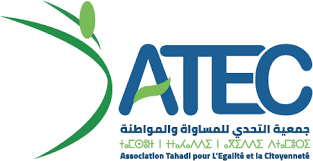 ATEC
جمعية التحدي للمساواة والمواطنة
Association Tahadi pour L'Egalité et la Citoyenneté